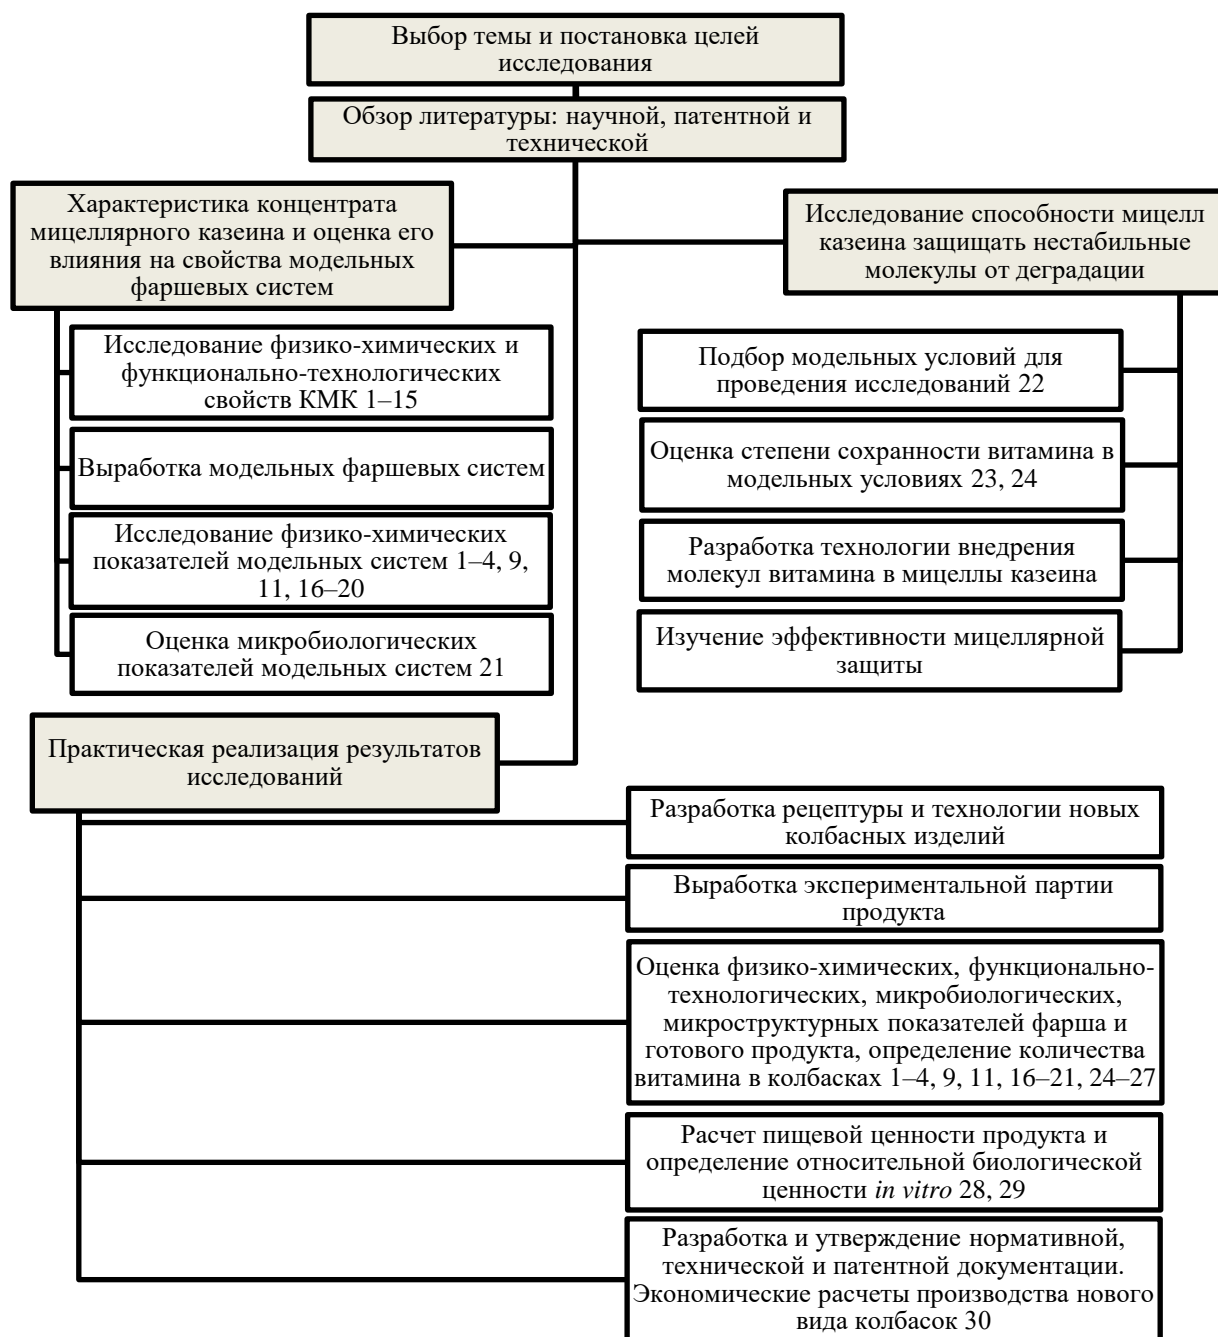 Выбор темы и постановка целей
исследования
Обзор литературы: научной, патентной и
технической
Характеристика концентрата
мицеллярного казеина и оценка его
влияния на свойства модельных
фаршевых систем
Исследование физико-химических и
функционально-технологических
свойств КМК 1–15
Выработка модельных фаршевых систем
Исследование физико-химических
показателей модельных систем 1–4, 9,
11, 16–20
Оценка микробиологических
показателей модельных систем 21
Исследование способности мицелл
казеина защищать нестабильные
молекулы от деградации
Подбор модельных условий для
проведения исследований 22
Оценка степени сохранности витамина в
модельных условиях 23, 24
Разработка технологии внедрения
молекул витамина в мицеллы казеина
Изучение эффективности мицеллярной
защиты
Практическая реализация результатов
исследований
Разработка рецептуры и технологии новых
колбасных изделий
Выработка экспериментальной партии
продукта
Оценка физико-химических, функционально-
технологических, микробиологических,
микроструктурных показателей фарша и
готового продукта, определение количества
витамина в колбасках 1–4, 9, 11, 16–21, 24–27
Расчет пищевой ценности продукта и
определение относительной биологической
ценности in vitro 28, 29
Разработка и утверждение нормативной,
технической и патентной документации.
Экономические расчеты производства нового
вида колбасок 30